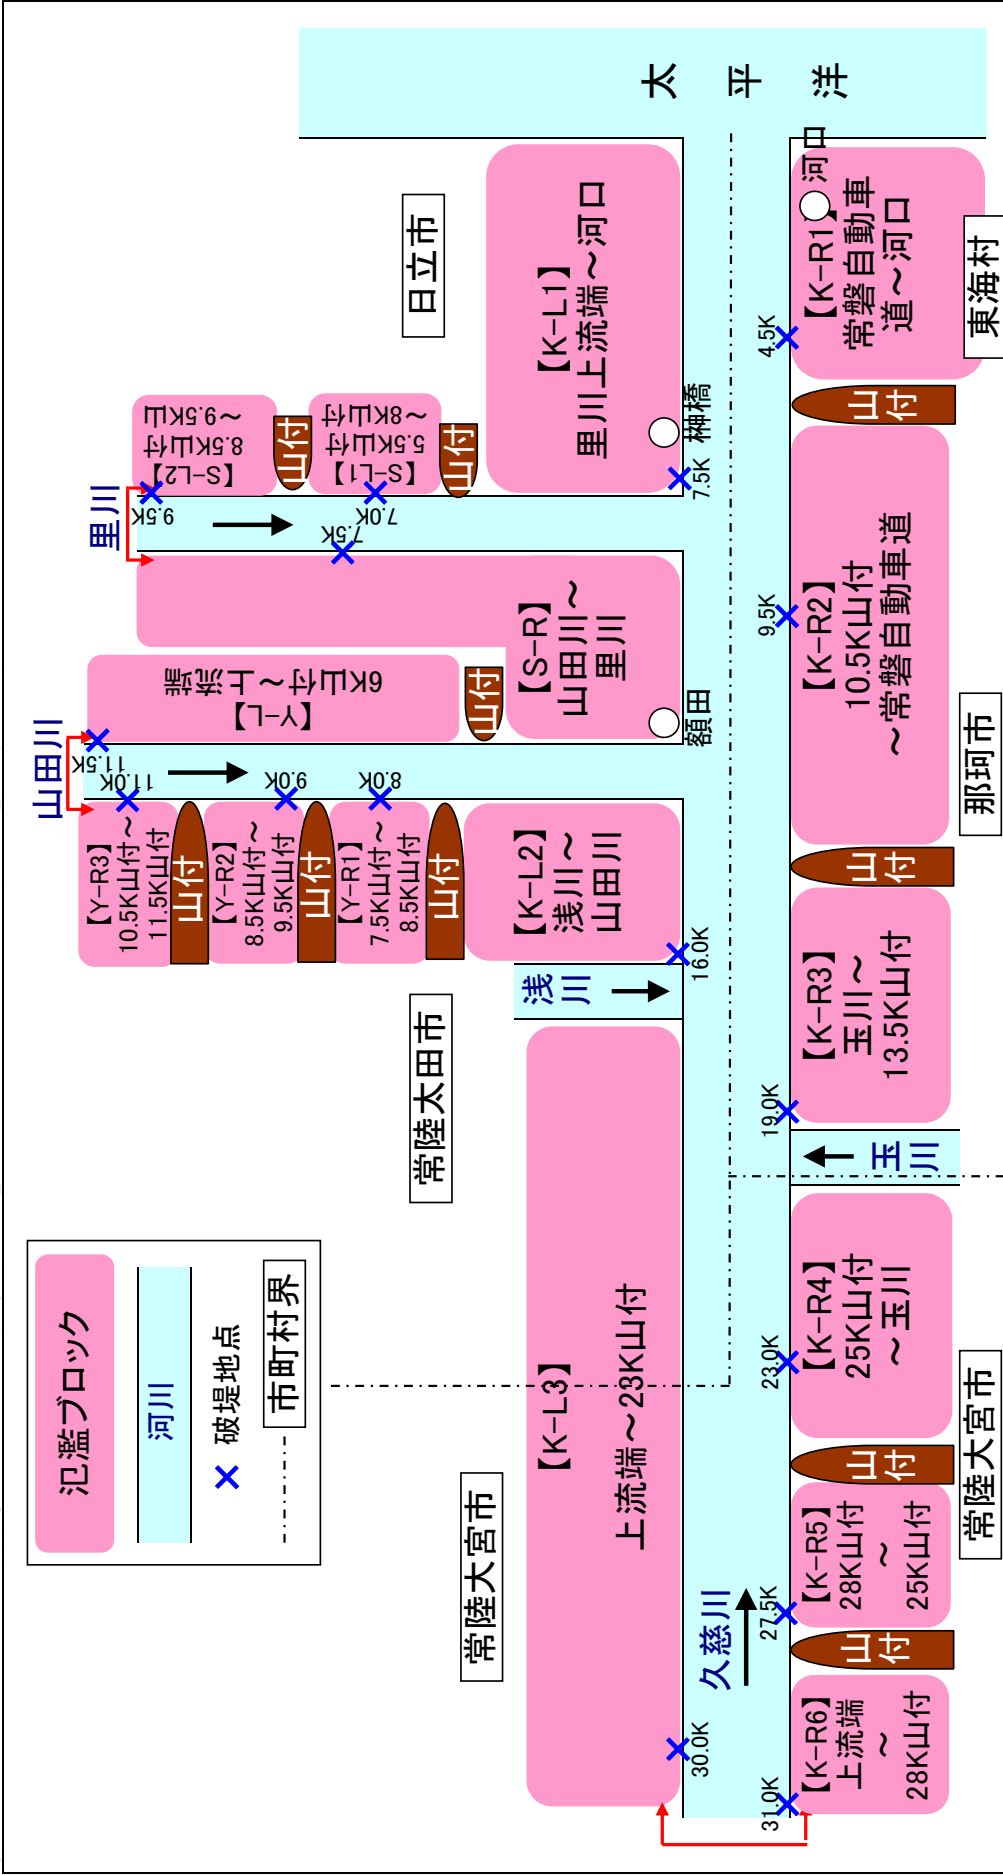 氾濫ブロック
河川
破堤地点
市町村界
常陸大宮市
常陸太田市
日立市
山田川
里川
11.5K
11.0K
9.0K
8.0K
9.5K
7.0K
7.5K
【Y-R3】
10.5K山付～
11.5K山付
山付
【Y-R2】
8.5K山付～
9.5K山付
山付
【Y-R1】
7.5K山付～
8.5K山付
山付
【Y-L】
6K山付～上流端
山付
【S-R】
山田川～
里川
【S-L2】
8.5K山付
～9.5K山
山付
【S-L1】
5.5K山付
～8K山付
山付
【K-L3】
上流端～23K山付
浅川
【K-L2】
浅川～
山田川
【K-L1】
里川上流端～河口
30.0K
16.0K
額田
7.5K
榊橋
久慈川
太平洋
31.0K
27.5K
23.0K
19.0K
9.5K
4.5K
河口
【K-R6】
上流端
～
28K山付
山付
【K-R5】
28K山付
～
25K山付
山付
【K-R4】
25K山付
～玉川
玉川
【K-R3】
玉川～
13.5K山付
山付
【K-R2】
10.5K山付
～常磐自動車道
山付
【K-R1】
常磐自動車
道～河口
常陸大宮市
那珂市
東海村